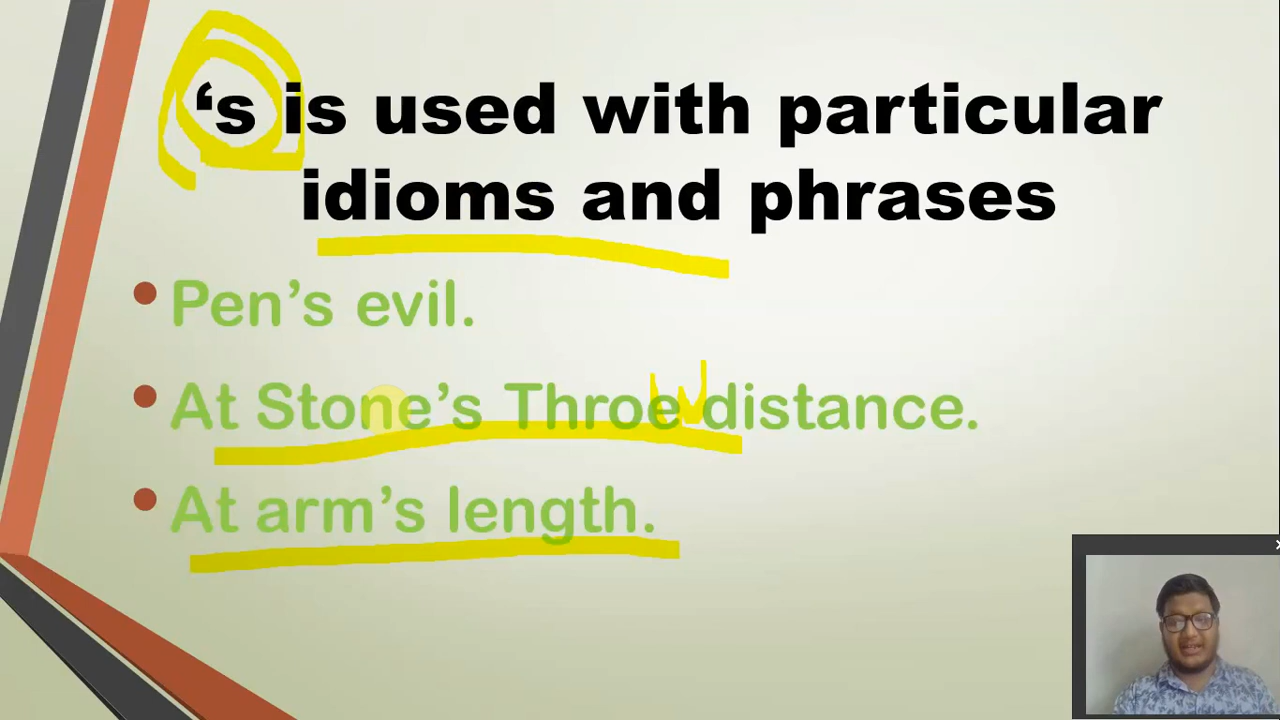 ‘s is used with particular
idioms and phrases
• Pen’s evil.
• At Stone’s Throe w distance.
• At arm’s length.